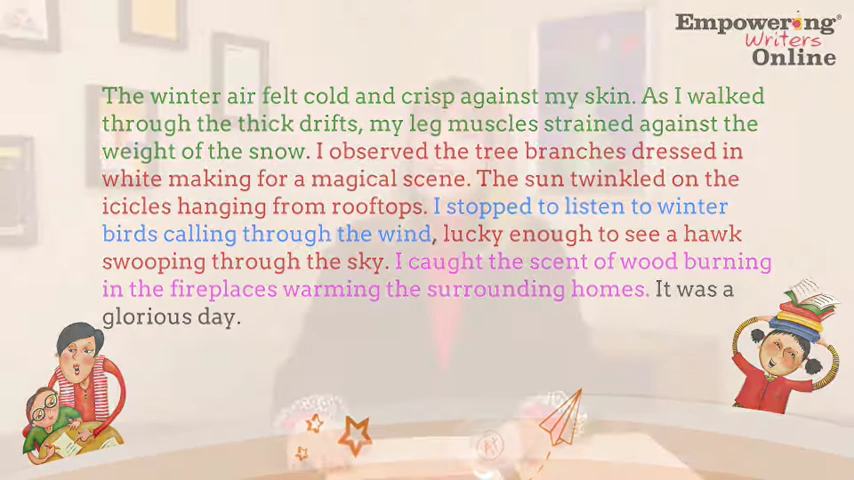 Empowering®
Writers
Online
The winter air felt cold and crisp against my skin. As I walked
through the thick drifts, my leg muscles strained against the
weight of the snow. I observed the tree branches dressed in
white making for a magical scene. The sun twinkled on the
icicles hanging from rooftops. I stopped to listen to winter
birds calling through the wind, lucky enough to see a hawk
swooping through the sky. I caught the scent of wood burning
in the fireplaces warming the surrounding homes. It was a
glorious day.